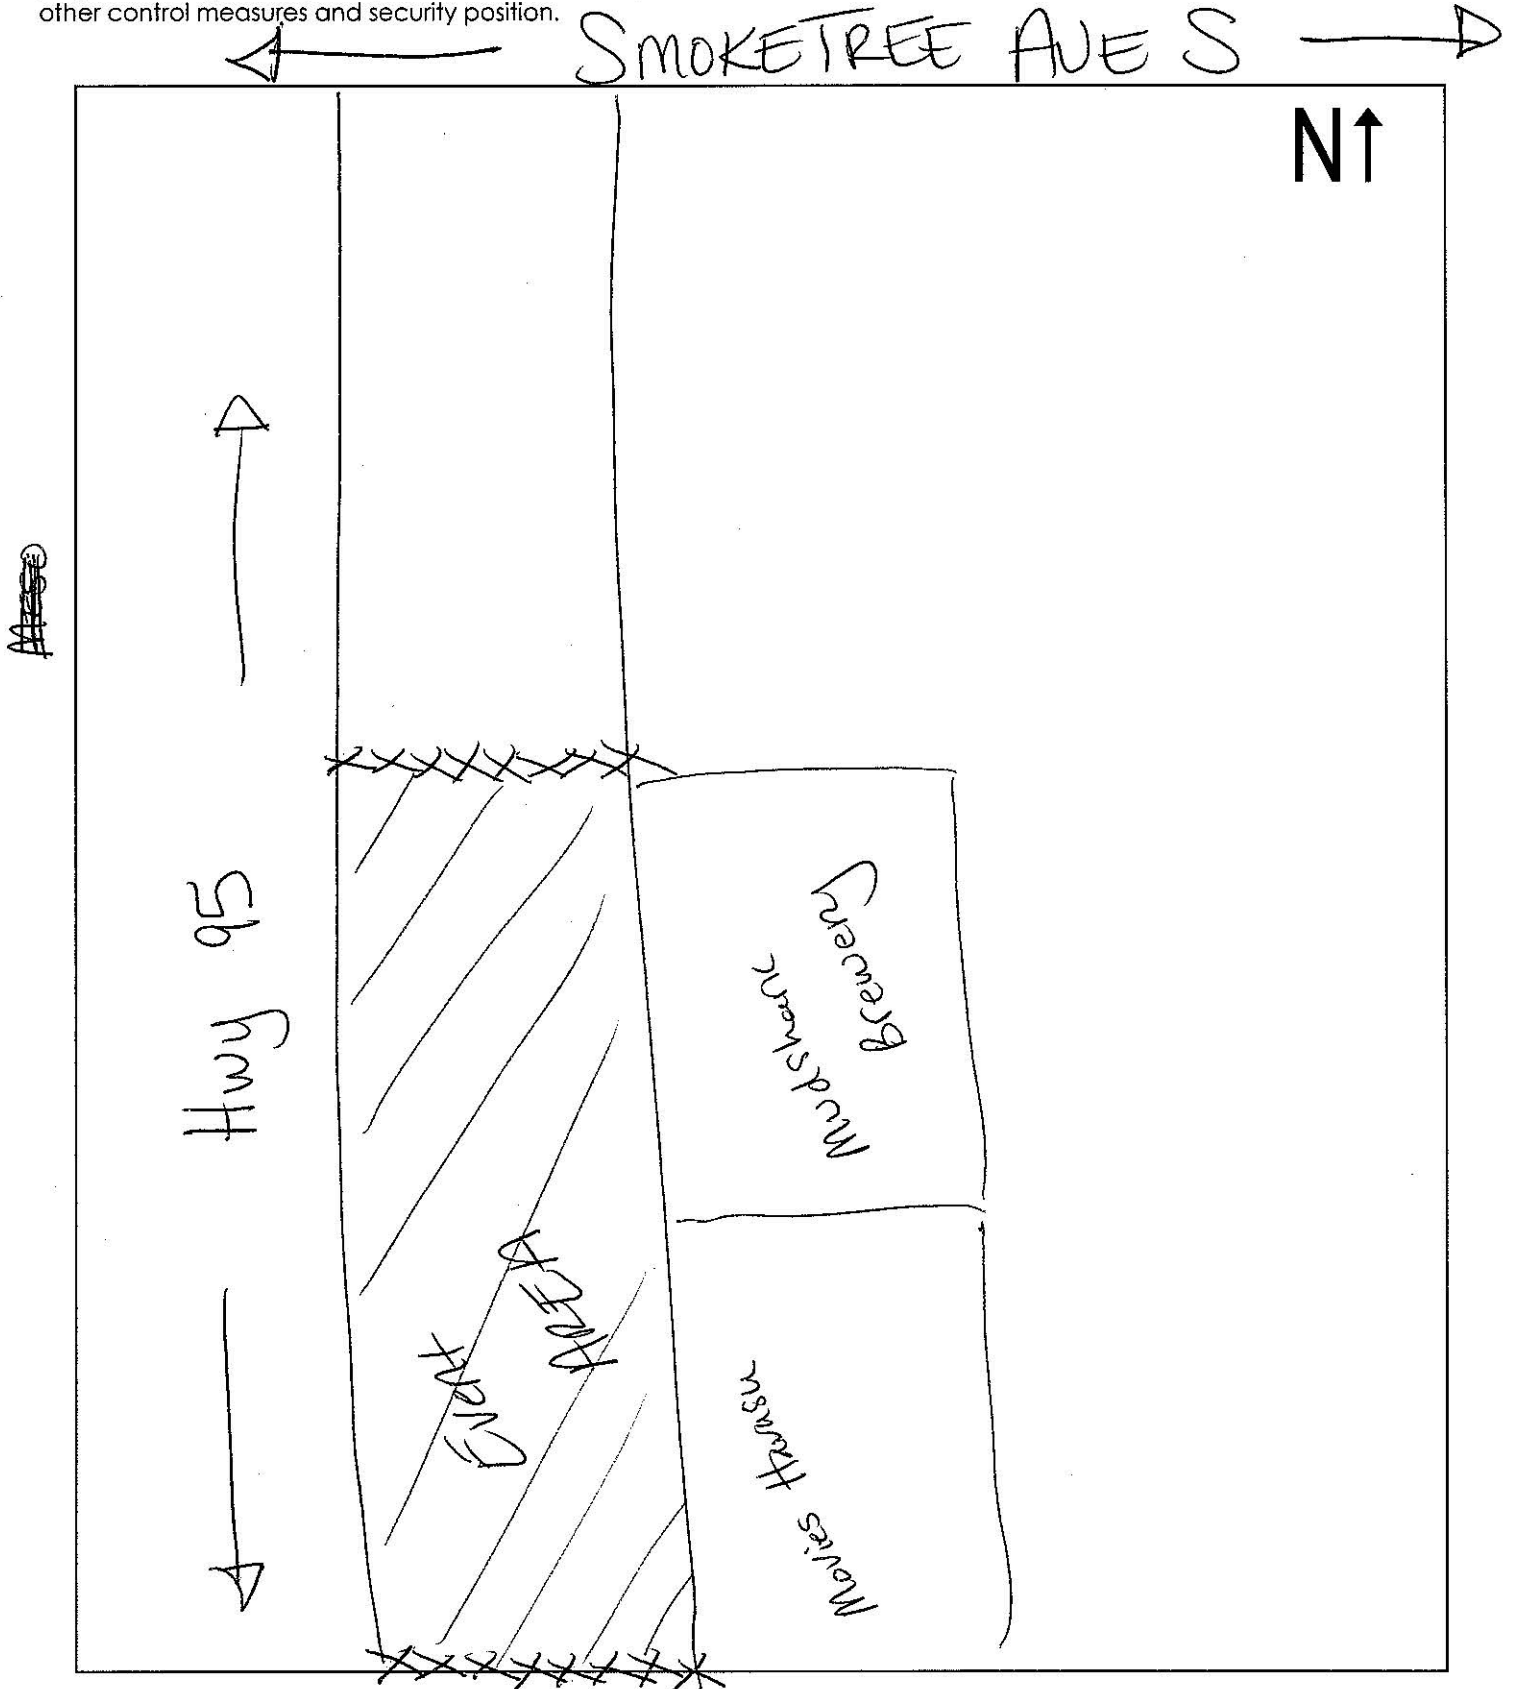 other control measures and security position.
SMOKETREE AVE S
N
Hwy 95
Mudshark
Brewery
Event
AREA
Movies Havasu